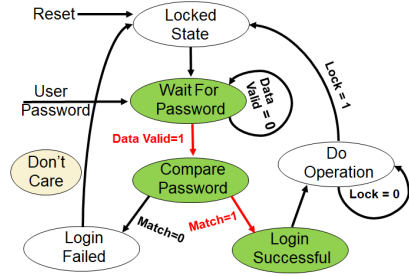 Reset
Locked
State
User
Password
Wait For
Password
Data
Valid = 0
Lock = 1
Data Valid=1
Don't
Care
Compare
Password
Do
Operation
Lock = 0
Match=0
Match=1
Login
Failed
Login
Successful